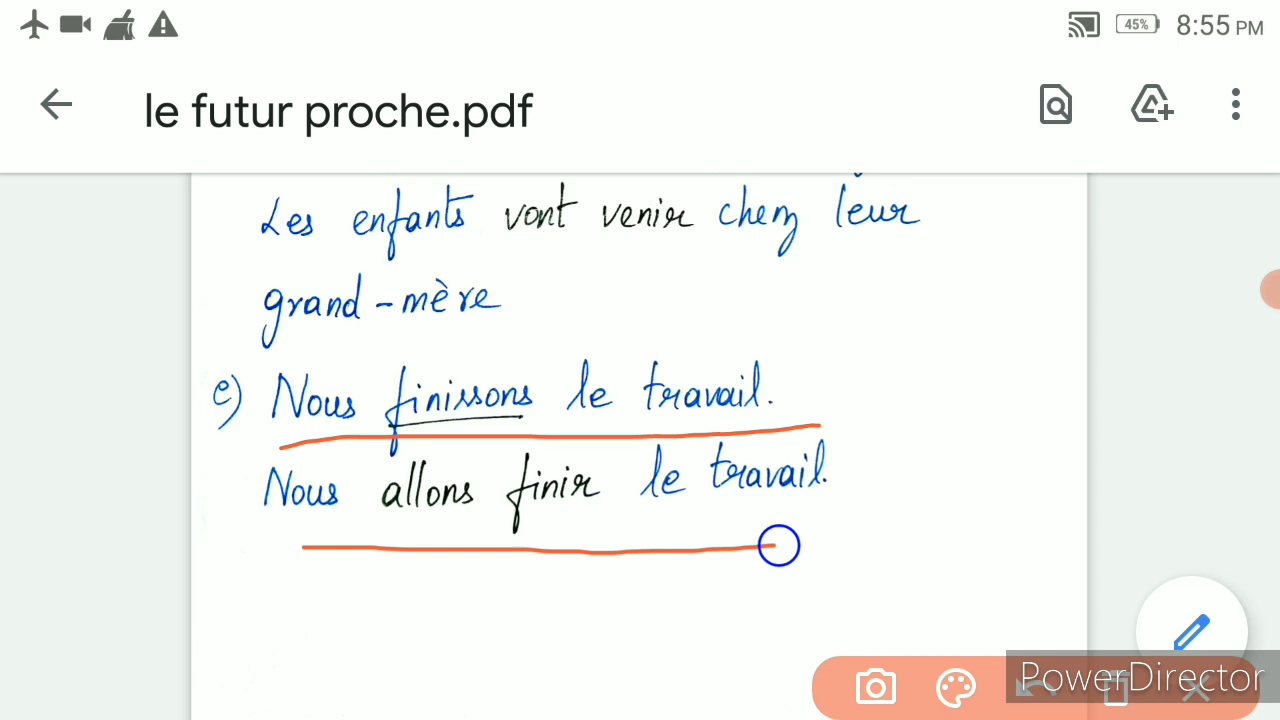 45% 8:55 PM
le futur proche.pdf
Les enfants vont venir chez leur
grand-mère
e) Nous finissons le travail.
Nous allons finir le travail.
PowerDirector